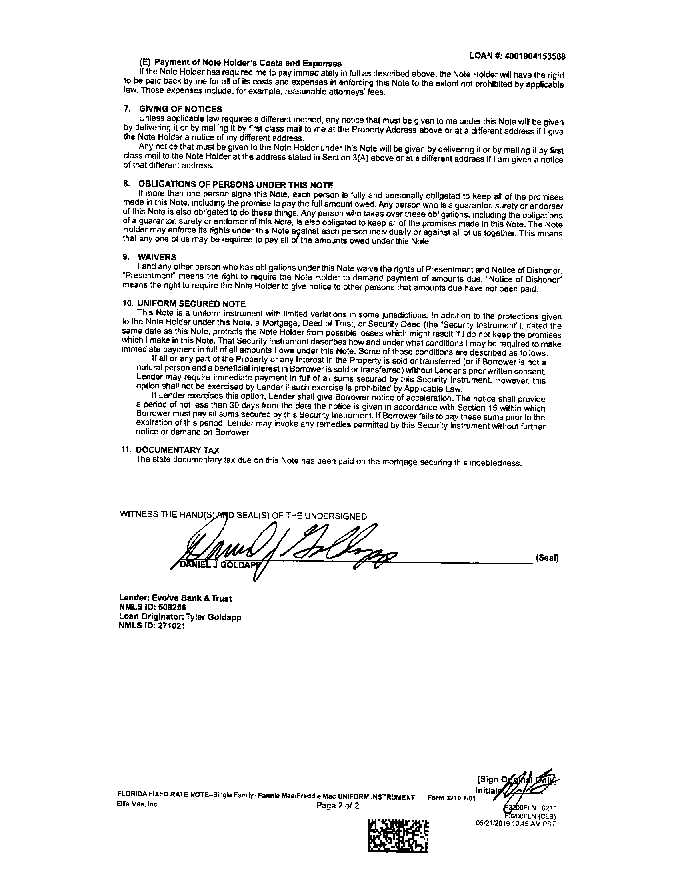 LOAN #: 4001904153568
(E) Payment of Note Holder's Costs and Expenses
If the Note Holder has required me to pay immediately in full as described above, the Note Holder will have the right
to be paid back by me for all of its costs and expenses in enforcing this Note to the extent not prohibited by applicable
law. Those expenses include, for example, reasonable attorneys' fees.
7. GIVING OF NOTICES
Unless applicable law requires a different method, any notice that must be given to me under this Note will be given
by delivering it or by mailing it by first class mail to me at the Property Address above or at a different address if I give
the Note Holder a notice of my different address.
Any notice that must be given to the Note Holder under this Note will be given by delivering it or by mailing it by first
class mail to the Note Holder at the address stated in Section 3(A) above or at a different address if I am given a notice
of that different address.
8. OBLIGATIONS OF PERSONS UNDER THIS NOTE
If more than one person signs this Note, each person is fully and personally obligated to keep all of the promises
made in this Note, including the promise to pay the full amount owed. Any person who is a guarantor, surety or endorser
of this Note is also obligated to do these things. Any person who takes over these obligations, including the obligations
of a guarantor, surety or endorser of this Note, is also obligated to keep all of the promises made in this Note. The Note
Holder may enforce its rights under this Note against each person individually or against all of us together. This means
that any one of us may be required to pay all of the amounts owed under this Note.
9. WAIVERS
I and any other person who has obligations under this Note waive the rights of Presentment and Notice of Dishonor.
"Presentment" means the right to require the Note Holder to demand payment of amounts due. "Notice of Dishonor"
means the right to require the Note Holder to give notice to other persons that amounts due have not been paid.
10. UNIFORM SECURED NOTE
This Note is a uniform instrument with limited variations in some jurisdictions. In addition to the protections given
to the Note Holder under this Note, a Mortgage, Deed of Trust, or Security Deed (the "Security Instrument"), dated the
same date as this Note, protects the Note Holder from possible losses which might result if I do not keep the promises
which I make in this Note. That Security Instrument describes how and under what conditions I may be required to make
immediate payment in full of all amounts I owe under this Note. Some of these conditions are described as follows:
If all or any part of the Property or any Interest in the Property is sold or transferred (or if Borrower is not a
natural person and a beneficial interest in Borrower is sold or transferred) without Lender's prior written consent,
Lender may require immediate payment in full of all sums secured by this Security Instrument. However, this
option shall not be exercised by Lender if such exercise is prohibited by Applicable Law.
If Lender exercises this option, Lender shall give Borrower notice of acceleration. The notice shall provide
a period of not less than 30 days from the date the notice is given in accordance with Section 15 within which
Borrower must pay all sums secured by this Security Instrument. If Borrower fails to pay these sums prior to the
expiration of this period, Lender may invoke any remedies permitted by this Security Instrument without further
notice or demand on Borrower.
11. DOCUMENTARY TAX
The state documentary tax due on this Note has been paid on the mortgage securing this indebtedness.
WITNESS THE HAND(S) AND SEAL(S) OF THE UNDERSIGNED
DANIEL J GOLDAPP
(Seal)
Lender: Evolve Bank & Trust
NMLS ID: 509256
Loan Originator: Tyler Goldapp
NMLS ID: 271021
[Sign Original Only]
Initials
FLORIDA FIXED RATE NOTE--Single Family--Fannie Mae/Freddie Mac UNIFORM INSTRUMENT Form 3210 1/01
Ellie Mae, Inc.
Page 2 of 2